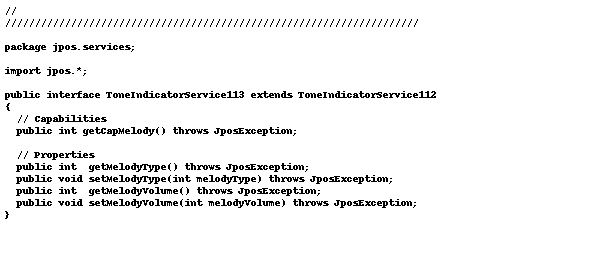 //
/////////////////////////////////////////////////////////////////////
package jpos.services;
import jpos.*;
public interface ToneIndicatorService113 extends ToneIndicatorService112
{
  // Capabilities
  public int getCapMelody() throws JposException;
  // Properties
  public int  getMelodyType() throws JposException;
  public void setMelodyType(int melodyType) throws JposException;
  public int  getMelodyVolume() throws JposException;
  public void setMelodyVolume(int melodyVolume) throws JposException;
}